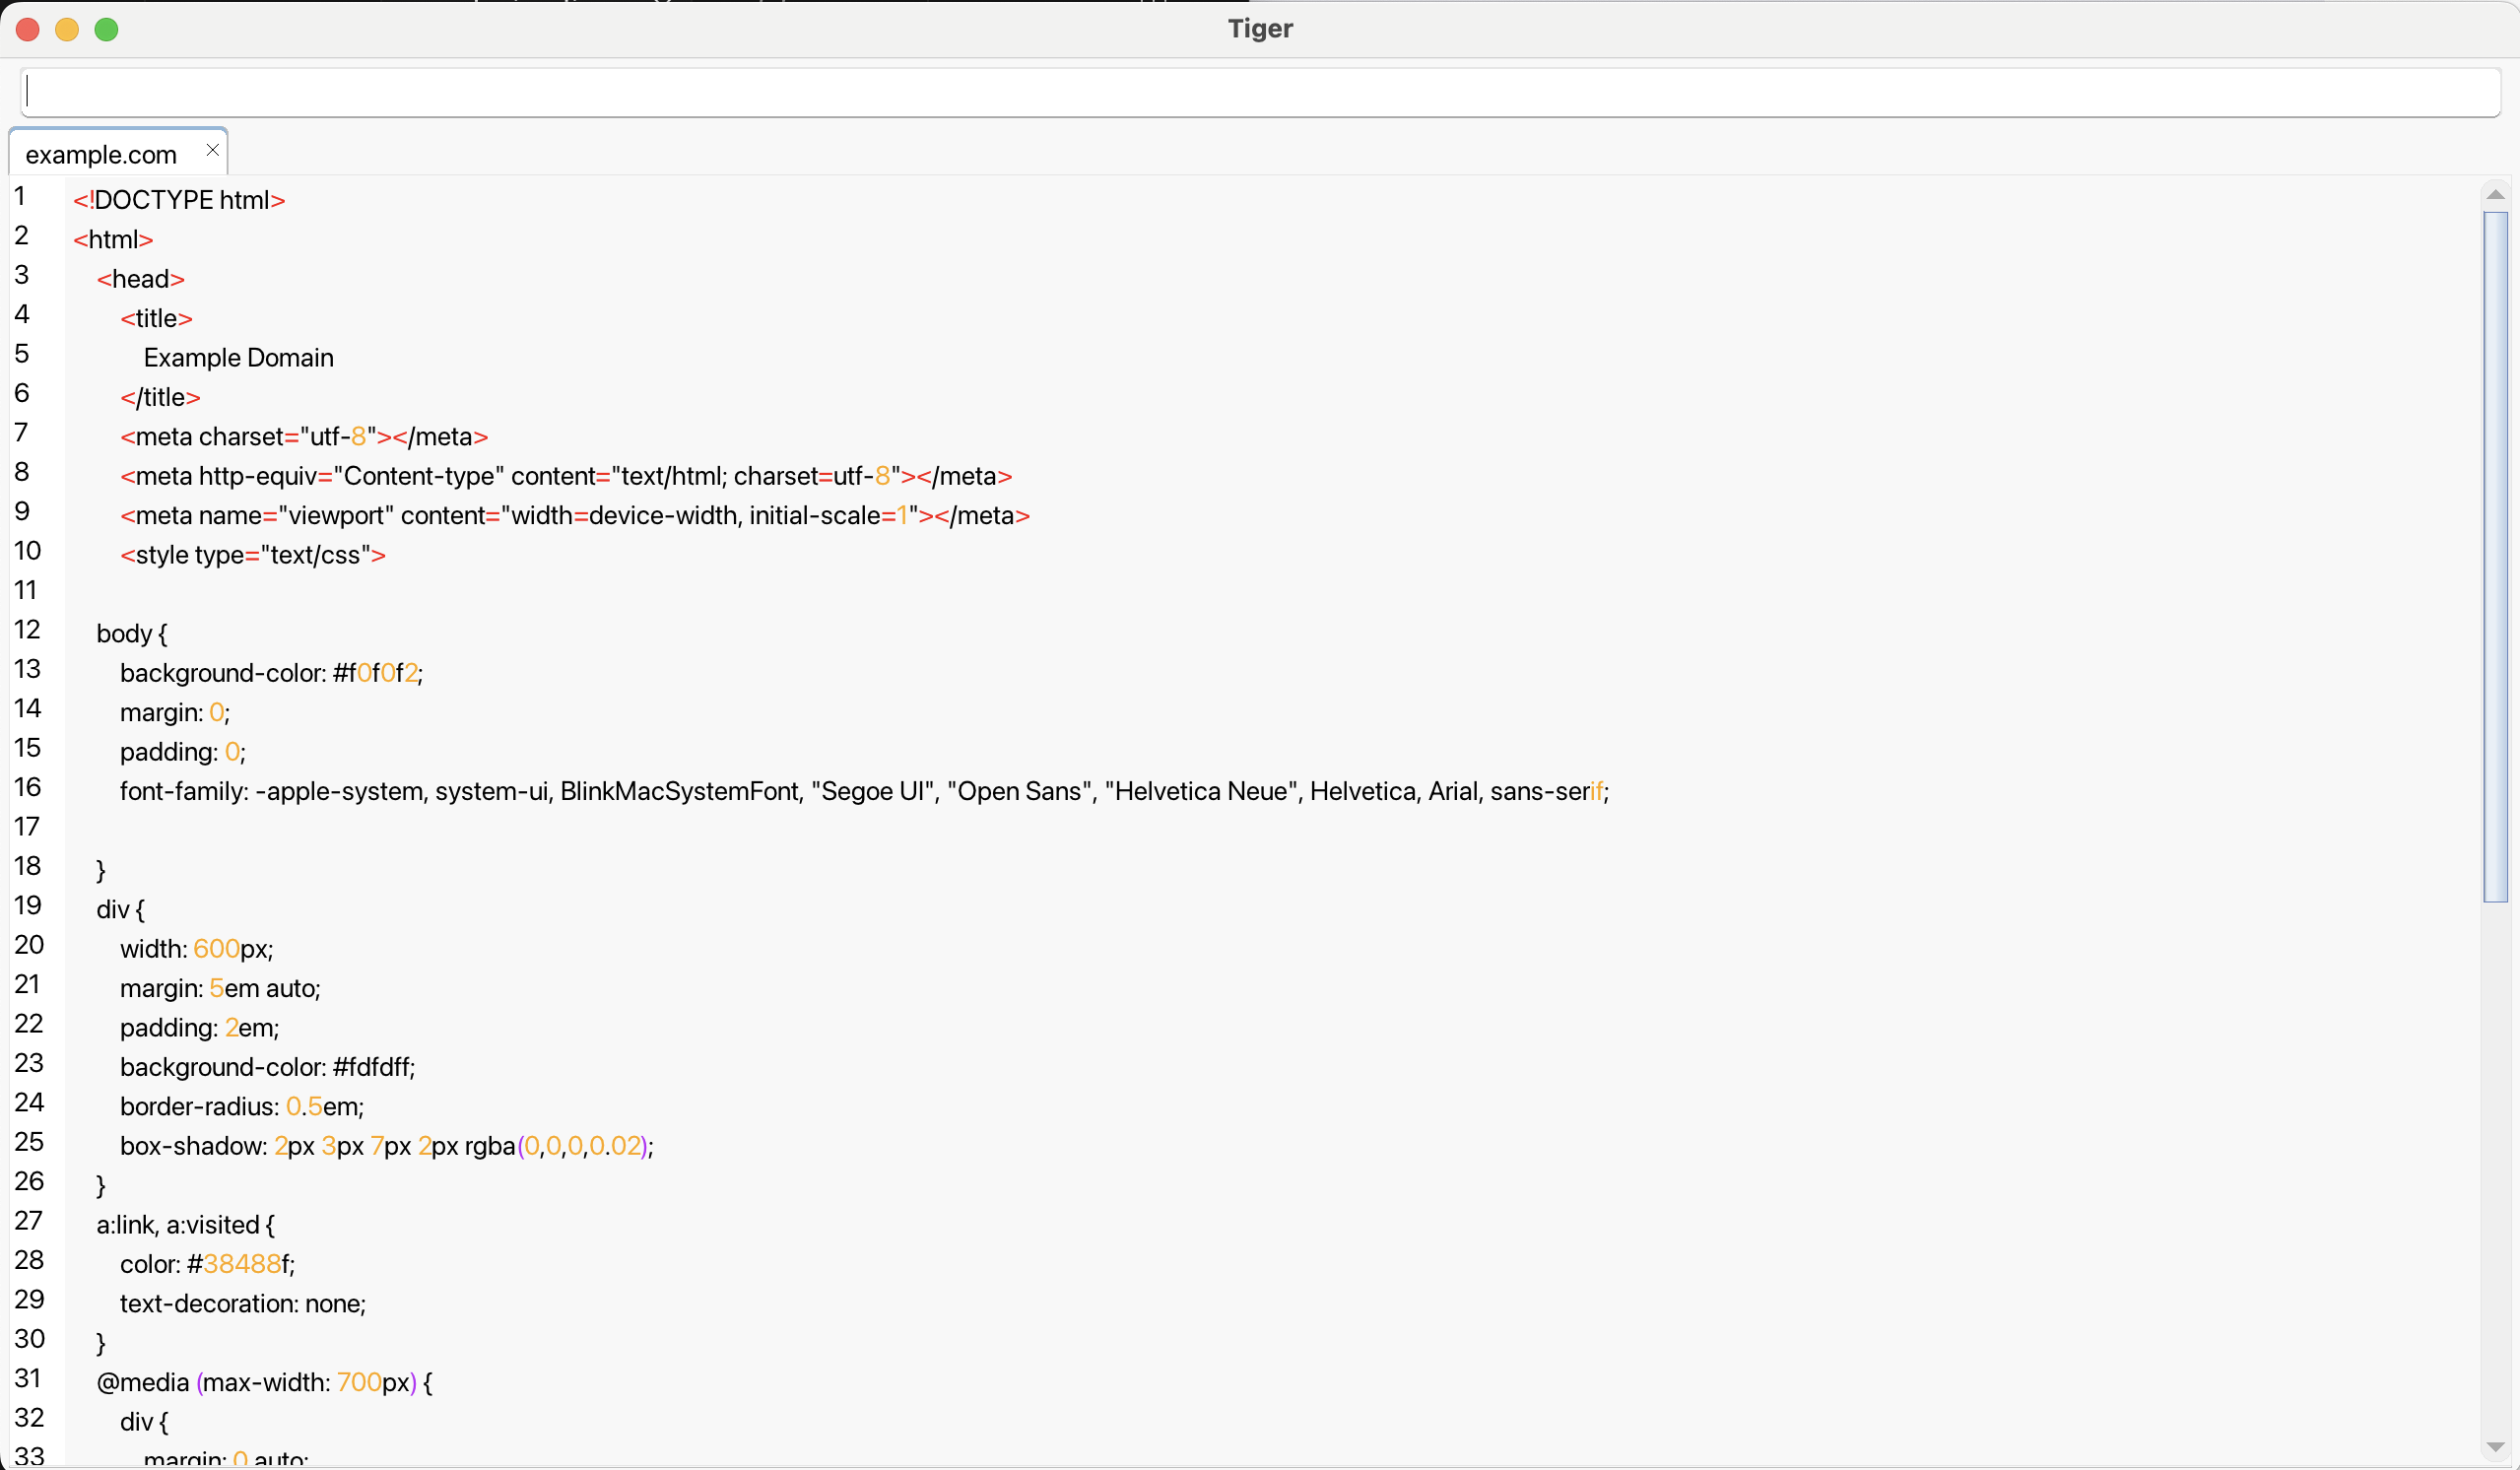 Tiger
example.com
1 <!DOCTYPE html>
2 <html>
3 <head>
4 <title>
5 Example Domain
6 </title>
7 <meta charset="utf-8"></meta>
8 <meta http-equiv="Content-type" content="text/html; charset=utf-8"></meta>
9 <meta name="viewport" content="width=device-width, initial-scale=1"></meta>
10 <style type="text/css">
11
12 body {
13 background-color: #f0f0f2;
14 margin: 0;
15 padding: 0;
16 font-family: -apple-system, system-ui, BlinkMacSystemFont, "Segoe UI", "Open Sans", "Helvetica Neue", Helvetica, Arial, sans-serif;
17
18 }
19 div {
20 width: 600px;
21 margin: 5em auto;
22 padding: 2em;
23 background-color: #fdfdff;
24 border-radius: 0.5em;
25 box-shadow: 2px 3px 7px 2px rgba(0,0,0,0.02);
26 }
27 a:link, a:visited {
28 color: #38488f;
29 text-decoration: none;
30 }
31 @media (max-width: 700px) {
32 div {
33 margin: 0 auto;